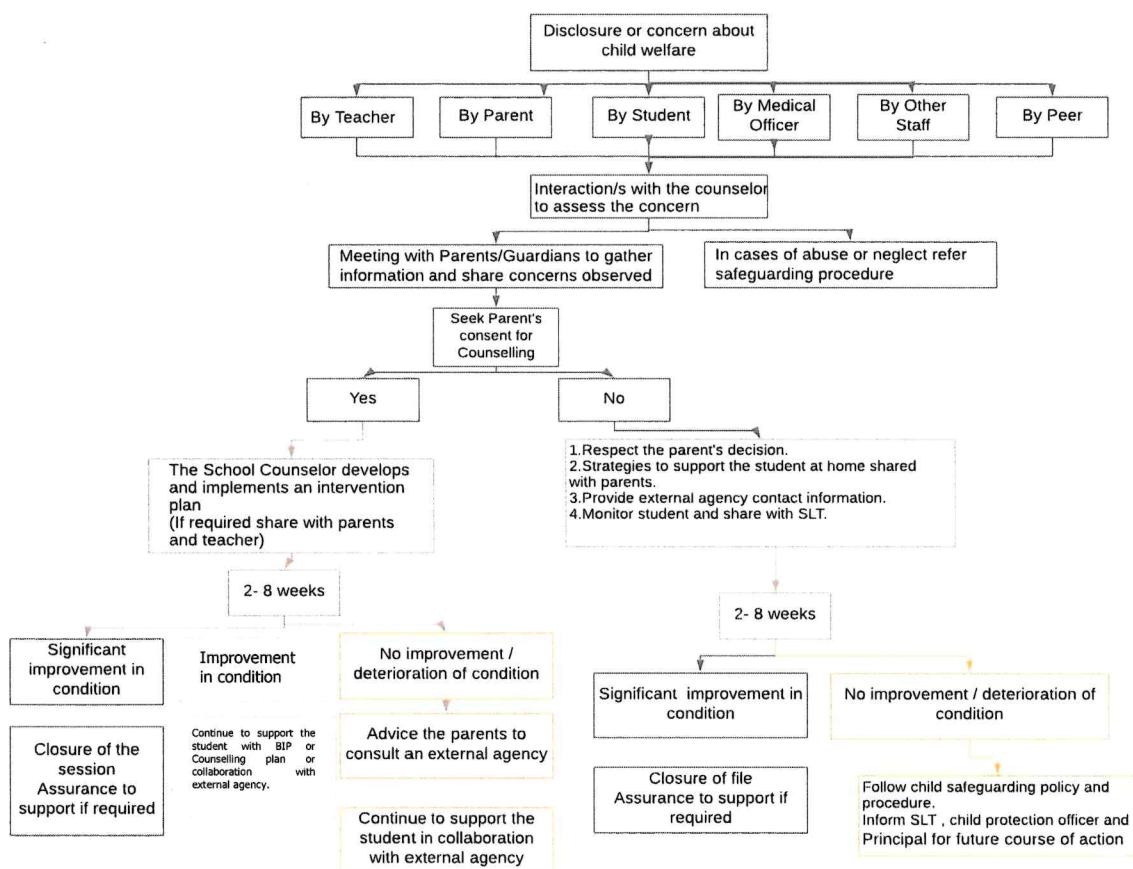 Disclosure or concern about
child welfare
By Teacher
By Parent
By Student
By Medical
Officer
By Other
Staff
By Peer
Interaction/s with the counselor
to assess the concern
Meeting with Parents/Guardians to gather
information and share concerns observed
In cases of abuse or neglect refer
safeguarding procedure
Seek Parent's
consent for
Counselling
Yes
No
The School Counselor develops
and implements an intervention
plan
(If required share with parents
and teacher)
1.Respect the parent's decision.
2.Strategies to support the student at home shared
with parents.
3.Provide external agency contact information.
4.Monitor student and share with SLT.
2- 8 weeks
2- 8 weeks
Significant
improvement in
condition
Improvement
in condition
No improvement /
deterioration of condition
Significant improvement in
condition
No improvement / deterioration of
condition
Closure of the
session
Assurance to
support if required
Continue to support the
student with BIP or
Counselling plan or
collaboration with
external agency.
Advice the parents to
consult an external agency
Continue to support the
student in collaboration
with external agency
Closure of file
Assurance to support if
required
Follow child safeguarding policy and
procedure.
Inform SLT , child protection officer and
Principal for future course of action